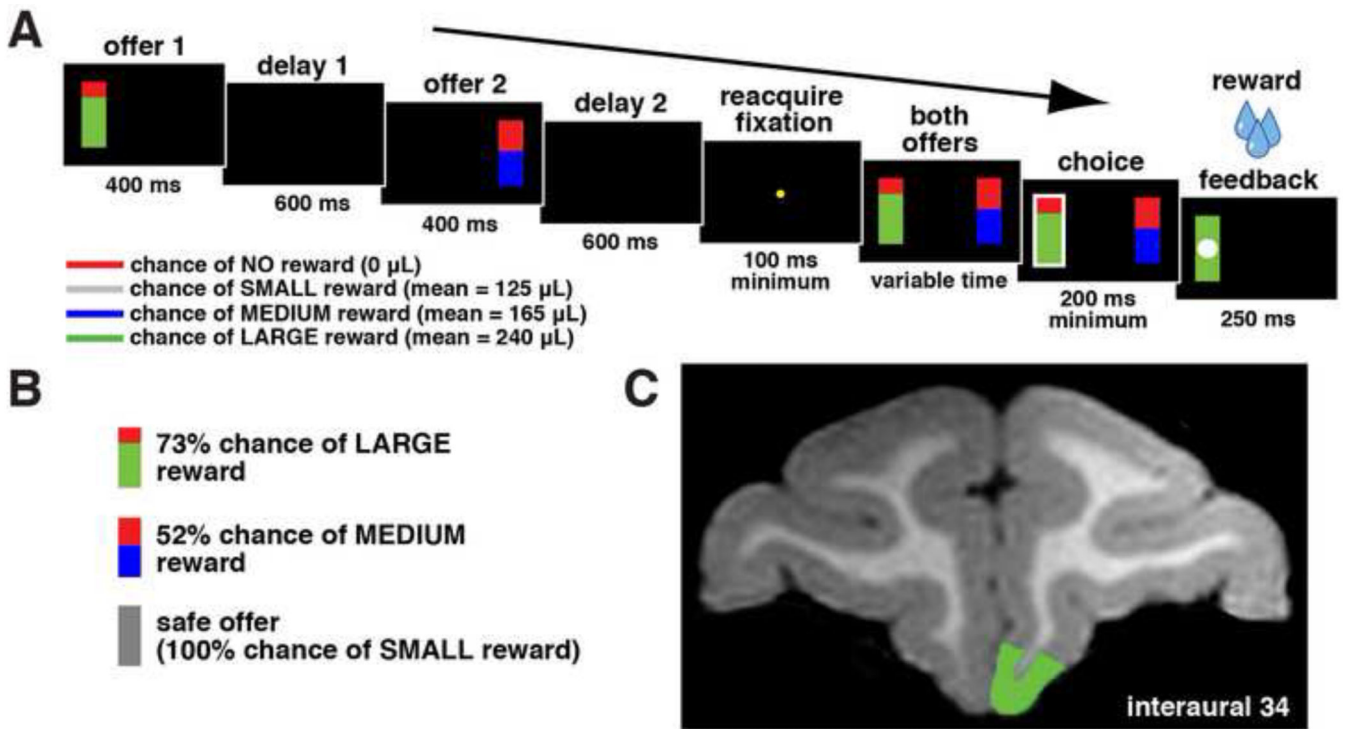 A
offer 1
400 ms
delay 1
600 ms
offer 2
400 ms
delay 2
600 ms
reacquire
fixation
100 ms
minimum
both
offers
variable time
choice
200 ms
minimum
reward
feedback
250 ms
chance of NO reward (0 µL)
chance of SMALL reward (mean = 125 µL)
chance of MEDIUM reward (mean = 165 µL)
chance of LARGE reward (mean = 240 µL)
B
73% chance of LARGE
reward
52% chance of MEDIUM
reward
safe offer
(100% chance of SMALL reward)
C
interaural 34